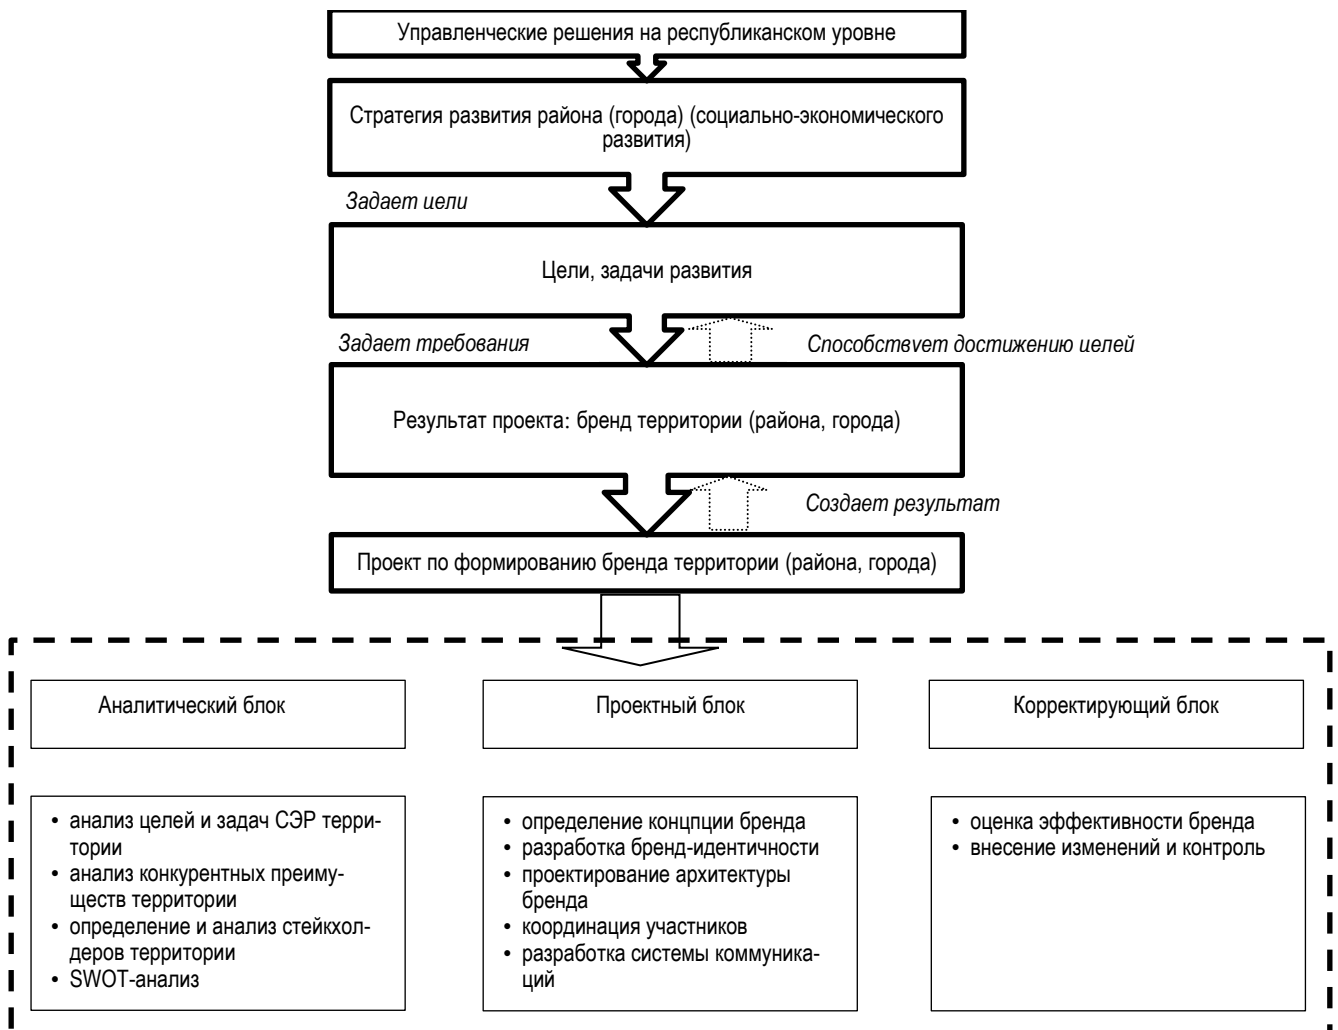 Управленческие решения на республиканском уровне
Стратегия развития района (города) (социально-экономического
развития)
Задает цели
Цели, задачи развития
Задает требования
Способствует достижению целей
Результат проекта: бренд территории (района, города)
Создает результат
Проект по формированию бренда территории (района, города)
Аналитический блок
Проектный блок
Корректирующий блок
• анализ целей и задач СЭР терри-
тории
• анализ конкурентных преиму-
ществ территории
• определение и анализ стейкхол-
деров территории
• SWOT-анализ
• определение концпции бренда
• разработка бренд-идентичности
• проектирование архитектуры
бренда
• координация участников
• разработка системы коммуника-
ций
• оценка эффективности бренда
• внесение изменений и контроль